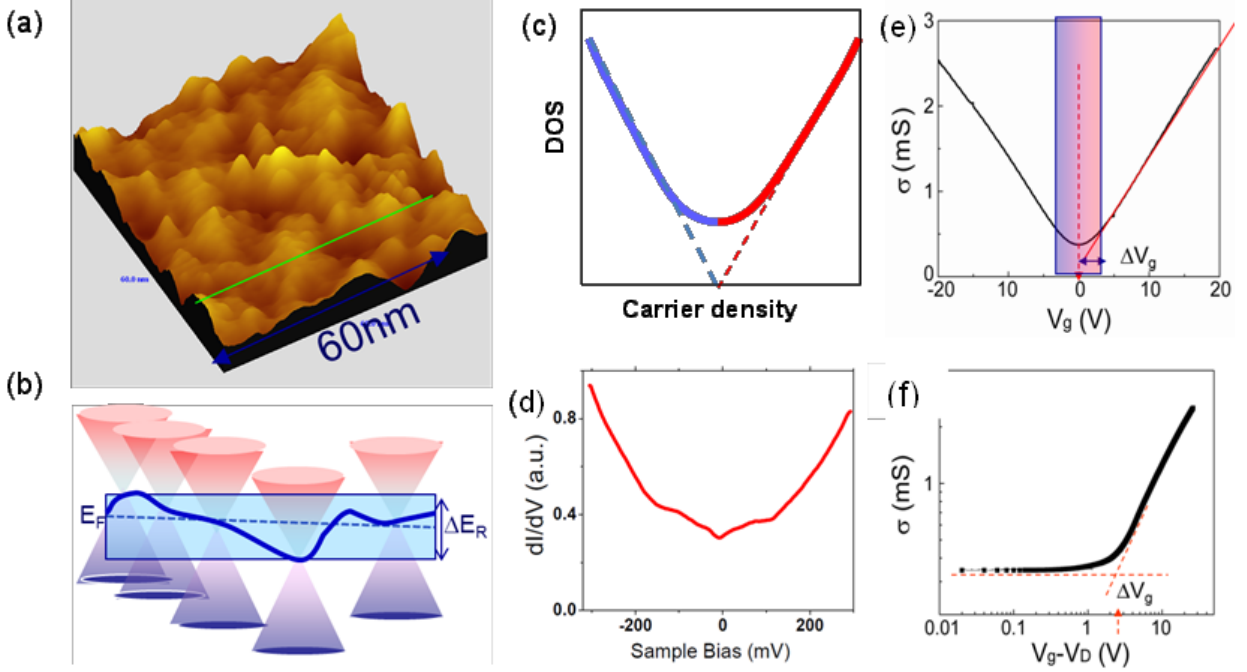 (a)
60.0 nm
60nm
(b)
E_F
ΔE_R
(c)
DOS
Carrier density
(d)
dI/dV (a.u.)
0.8
0.4
0.0
-200
0
200
Sample Bias (mV)
(e)
σ (mS)
3
2
1
0
ΔV_g
-20
-10
0
10
20
V_g (V)
(f)
σ (mS)
1
ΔV_g
0.01
0.1
1
10
V_g-V_D (V)